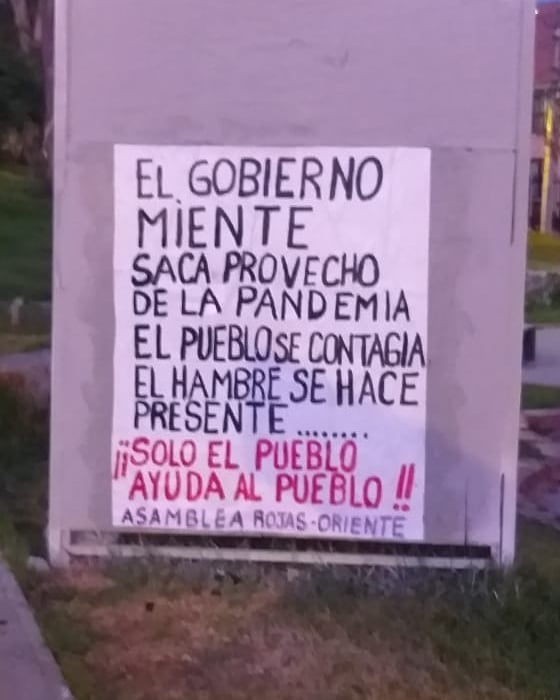 EL GOBIERNO
MIENTE
SACA PROVECHO
DE LA PANDEMIA
EL PUEBLO SE CONTAGIA
EL HAMBRE SE HACE
PRESENTE ........
¡¡SOLO EL PUEBLO
AYUDA AL PUEBLO!!
ASAMBLEA ROJAS-ORIENTE